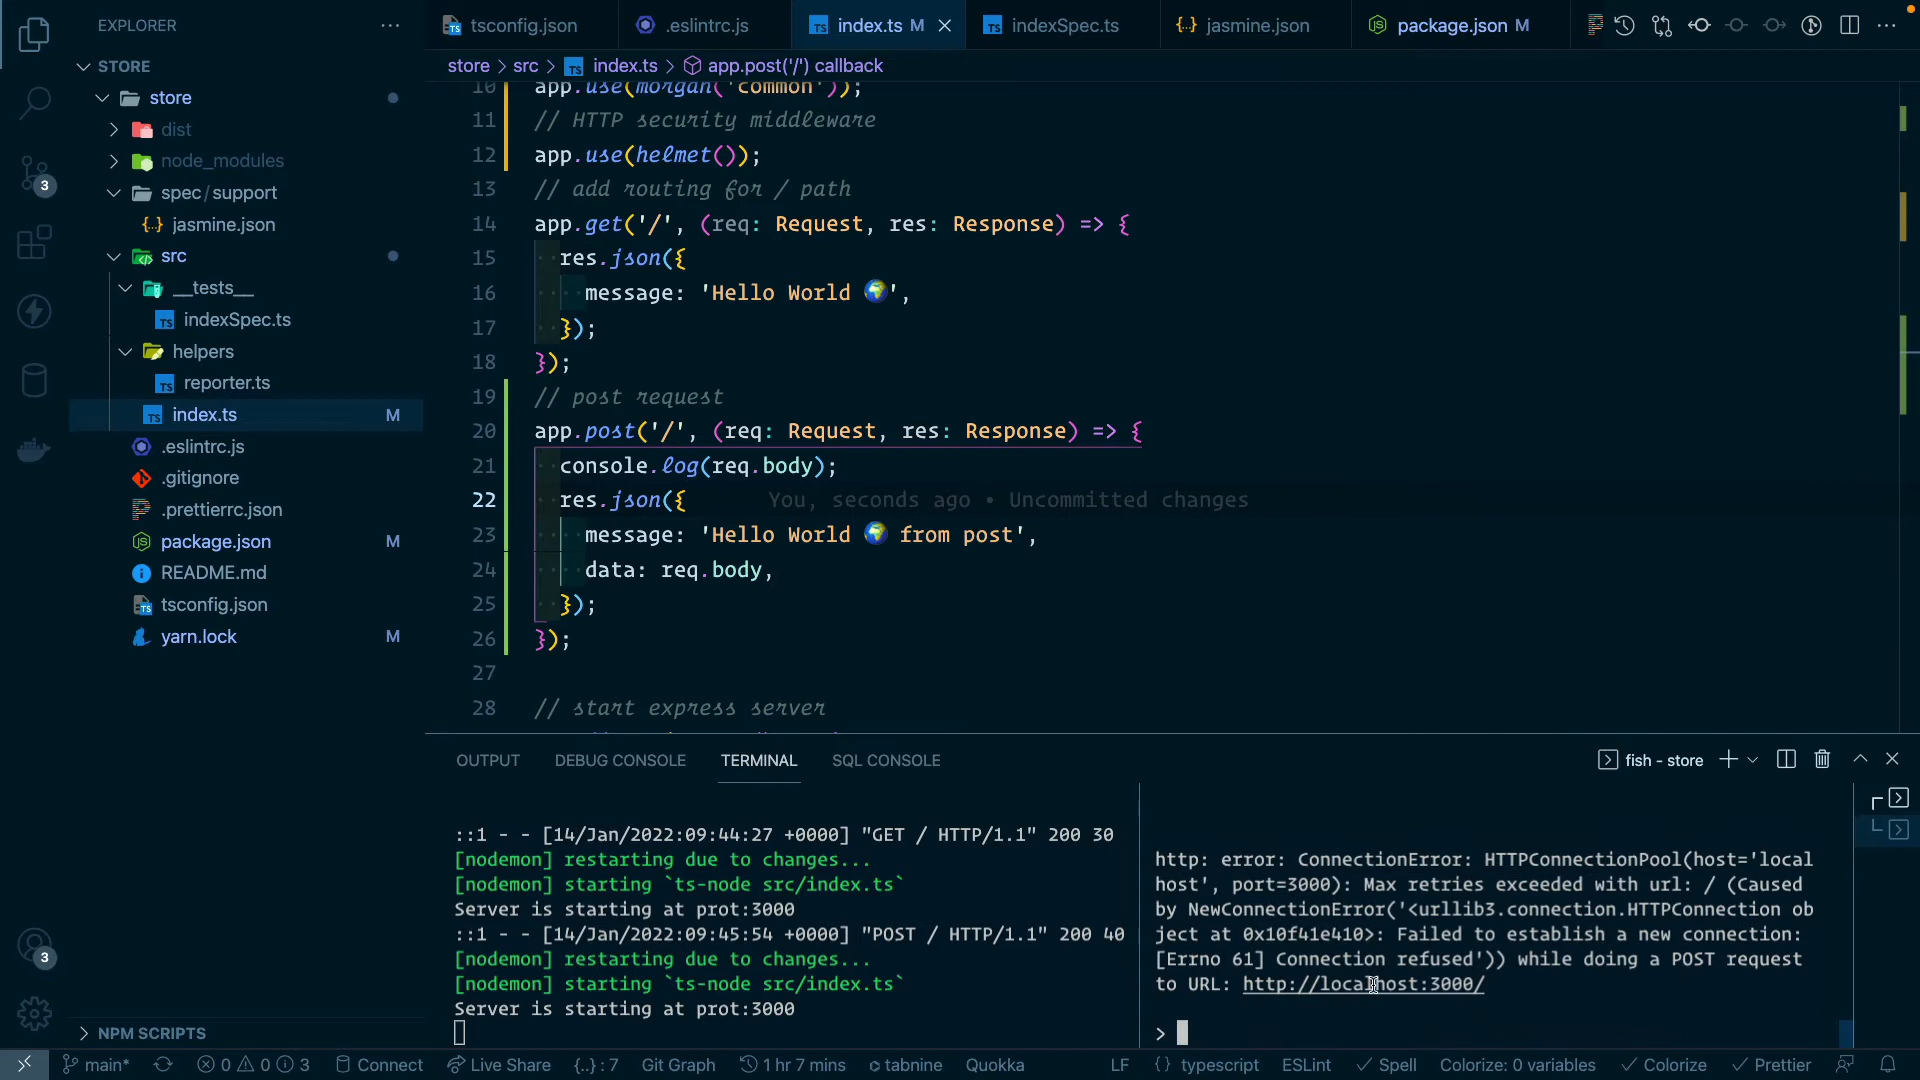 EXPLORER
STORE
store
dist
node_modules
spec/support
jasmine.json
src
__tests__
indexSpec.ts
helpers
reporter.ts
index.ts M
.eslintrc.js
.gitignore
.prettierrc.json
package.json M
README.md
tsconfig.json
yarn.lock M
NPM SCRIPTS
3
3
tsconfig.json .eslintrc.js index.ts M indexSpec.ts jasmine.json package.json M
store > src > index.ts > app.post('/') callback
10 app.use(morgan('common'));
11 // HTTP security middleware
12 app.use(helmet());
13 // add routing for / path
14 app.get('/', (req: Request, res: Response) => {
15 res.json({
16 message: 'Hello World 🌍',
17 });
18 });
19 // post request
20 app.post('/', (req: Request, res: Response) => {
21 console.log(req.body);
22 res.json({ You, seconds ago • Uncommitted changes
23 message: 'Hello World 🌍 from post',
24 data: req.body,
25 });
26 });
27
28 // start express server
OUTPUT DEBUG CONSOLE TERMINAL SQL CONSOLE fish - store
::1 - - [14/Jan/2022:09:44:27 +0000] "GET / HTTP/1.1" 200 30
[nodemon] restarting due to changes...
[nodemon] starting `ts-node src/index.ts`
Server is starting at prot:3000
::1 - - [14/Jan/2022:09:45:54 +0000] "POST / HTTP/1.1" 200 40
[nodemon] restarting due to changes...
[nodemon] starting `ts-node src/index.ts`
Server is starting at prot:3000
http: error: ConnectionError: HTTPConnectionPool(host='local
host', port=3000): Max retries exceeded with url: / (Caused
by NewConnectionError('<urllib3.connection.HTTPConnection ob
ject at 0x10f41e410>: Failed to establish a new connection:
[Errno 61] Connection refused')) while doing a POST request
to URL: http://localhost:3000/
>
main* 0 0 3 Connect Live Share {..} : 7 Git Graph 1 hr 7 mins tabnine Quokka LF {} typescript ESLint Spell Colorize: 0 variables Colorize Prettier